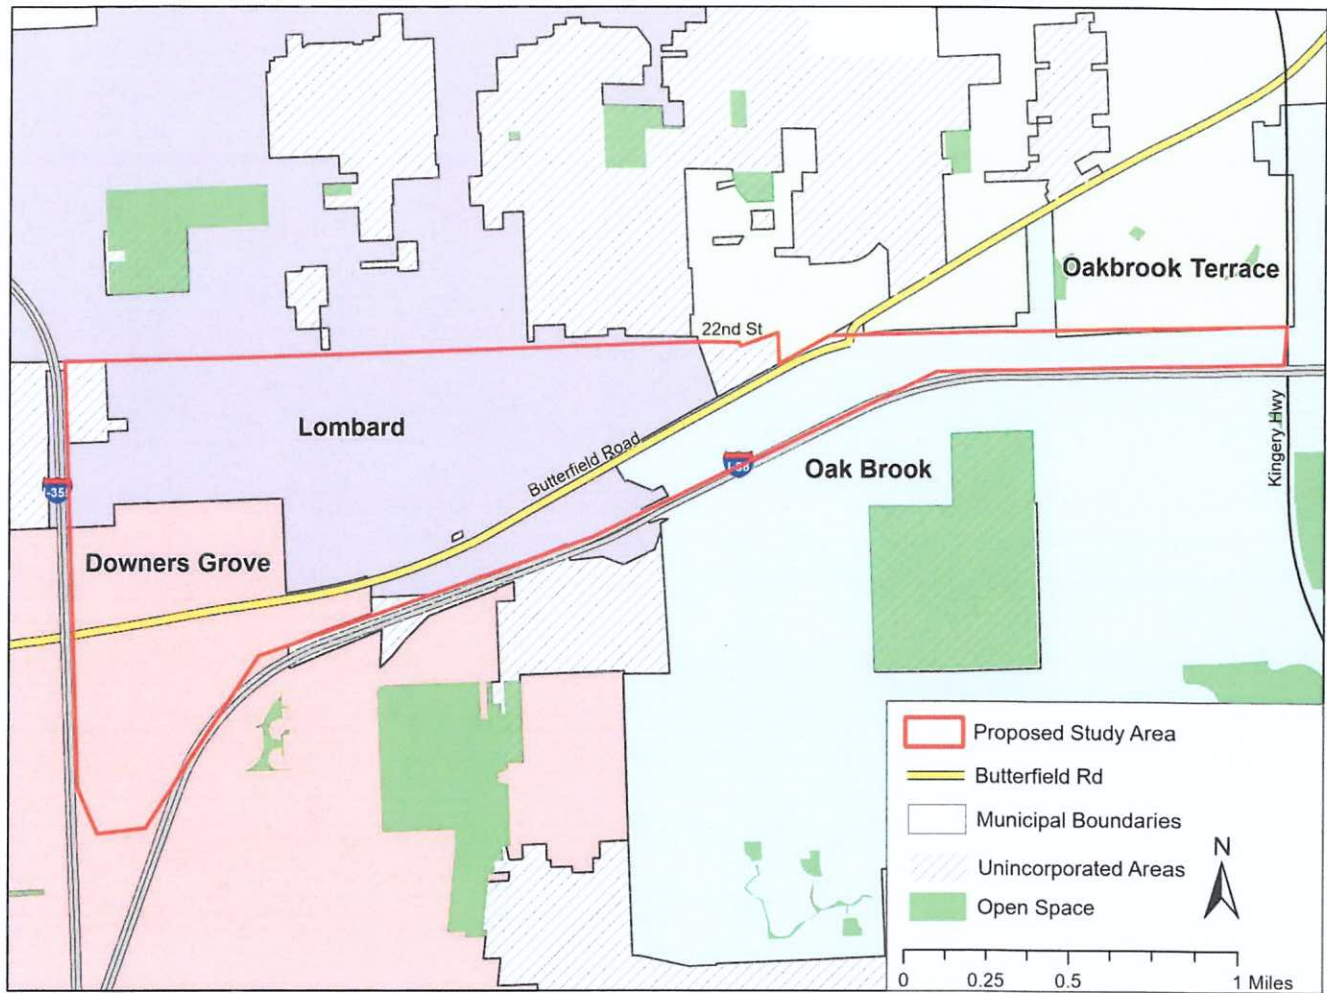 Oakbrook Terrace
22nd St
Lombard
Butterfield Road
Oak Brook
Kingery Hwy
Downers Grove
Proposed Study Area
Butterfield Rd
Municipal Boundaries
Unincorporated Areas
Open Space
N
0 0.25 0.5 1 Miles